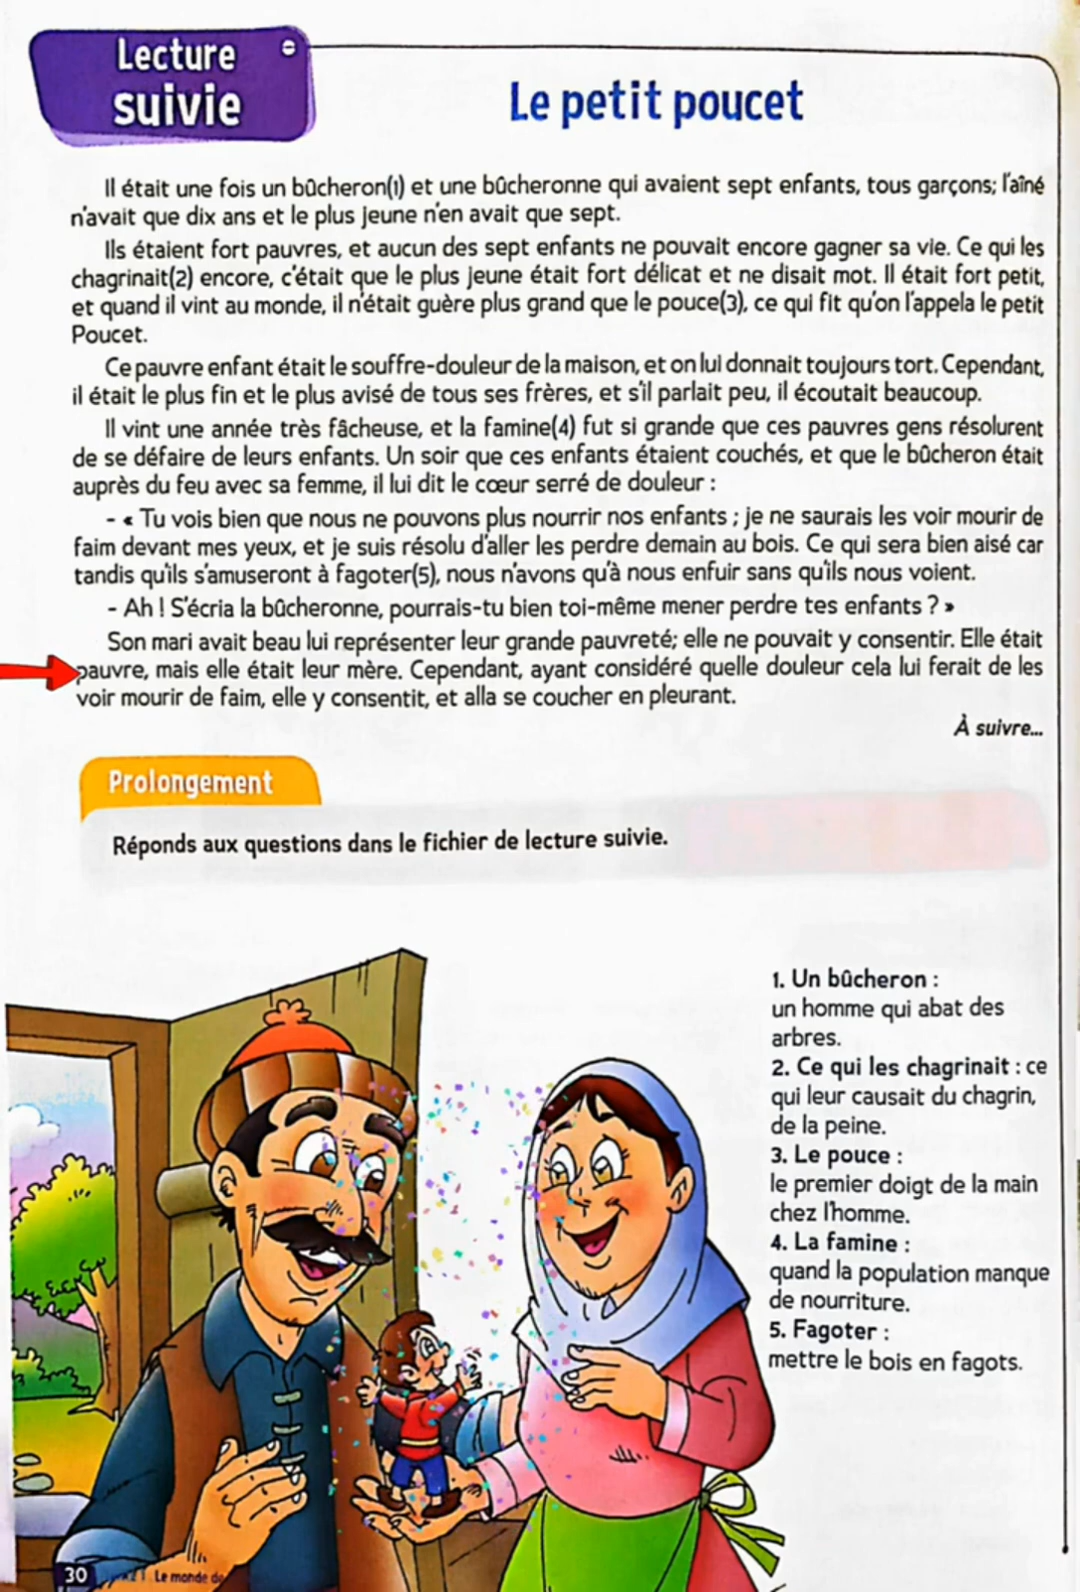 Lecture
suivie
Le petit poucet
Il était une fois un bûcheron(1) et une bûcheronne qui avaient sept enfants, tous garçons; l'aîné
n'avait que dix ans et le plus jeune n'en avait que sept.
Ils étaient fort pauvres, et aucun des sept enfants ne pouvait encore gagner sa vie. Ce qui les
chagrinait(2) encore, c'était que le plus jeune était fort délicat et ne disait mot. Il était fort petit,
et quand il vint au monde, il n'était guère plus grand que le pouce(3), ce qui fit qu'on l'appela le petit
Poucet.
Ce pauvre enfant était le souffre-douleur de la maison, et on lui donnait toujours tort. Cependant,
il était le plus fin et le plus avisé de tous ses frères, et s'il parlait peu, il écoutait beaucoup.
Il vint une année très fâcheuse, et la famine(4) fut si grande que ces pauvres gens résolurent
de se défaire de leurs enfants. Un soir que ces enfants étaient couchés, et que le bûcheron était
auprès du feu avec sa femme, il lui dit le cœur serré de douleur :
- « Tu vois bien que nous ne pouvons plus nourrir nos enfants ; je ne saurais les voir mourir de
faim devant mes yeux, et je suis résolu d'aller les perdre demain au bois. Ce qui sera bien aisé car
tandis qu'ils s'amuseront à fagoter(5), nous n'avons qu'à nous enfuir sans qu'ils nous voient.
- Ah ! S'écria la bûcheronne, pourrais-tu bien toi-même mener perdre tes enfants ? »
Son mari avait beau lui représenter leur grande pauvreté; elle ne pouvait y consentir. Elle était
pauvre, mais elle était leur mère. Cependant, ayant considéré quelle douleur cela lui ferait de les
voir mourir de faim, elle y consentit, et alla se coucher en pleurant.
À suivre...
Prolongement
Réponds aux questions dans le fichier de lecture suivie.
1. Un bûcheron :
un homme qui abat des
arbres.
2. Ce qui les chagrinait : ce
qui leur causait du chagrin,
de la peine.
3. Le pouce :
le premier doigt de la main
chez l'homme.
4. La famine :
quand la population manque
de nourriture.
5. Fagoter :
mettre le bois en fagots.
30
Le monde